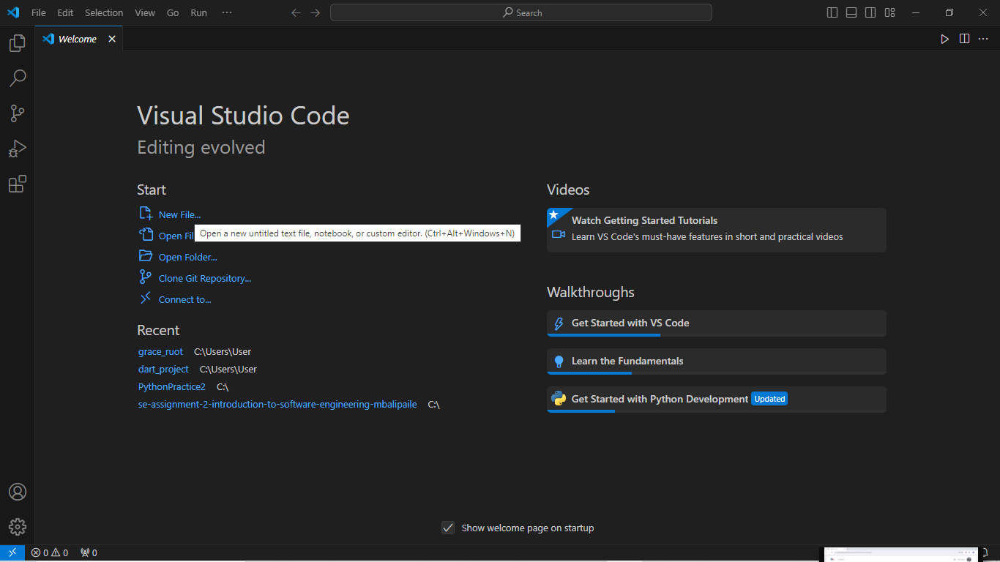 File Edit Selection View Go Run ···
Search
Welcome
Visual Studio Code
Editing evolved
Start
New File...
Open Fil
Open a new untitled text file, notebook, or custom editor. (Ctrl+Alt+Windows+N)
Open Folder...
Clone Git Repository...
Connect to...
Recent
grace_ruot C:\Users\User
dart_project C:\Users\User
PythonPractice2 C:\
se-assignment-2-introduction-to-software-engineering-mbalipaile C:\
Videos
Watch Getting Started Tutorials
Learn VS Code's must-have features in short and practical videos
Walkthroughs
Get Started with VS Code
Learn the Fundamentals
Get Started with Python Development Updated
Show welcome page on startup
0 0 0